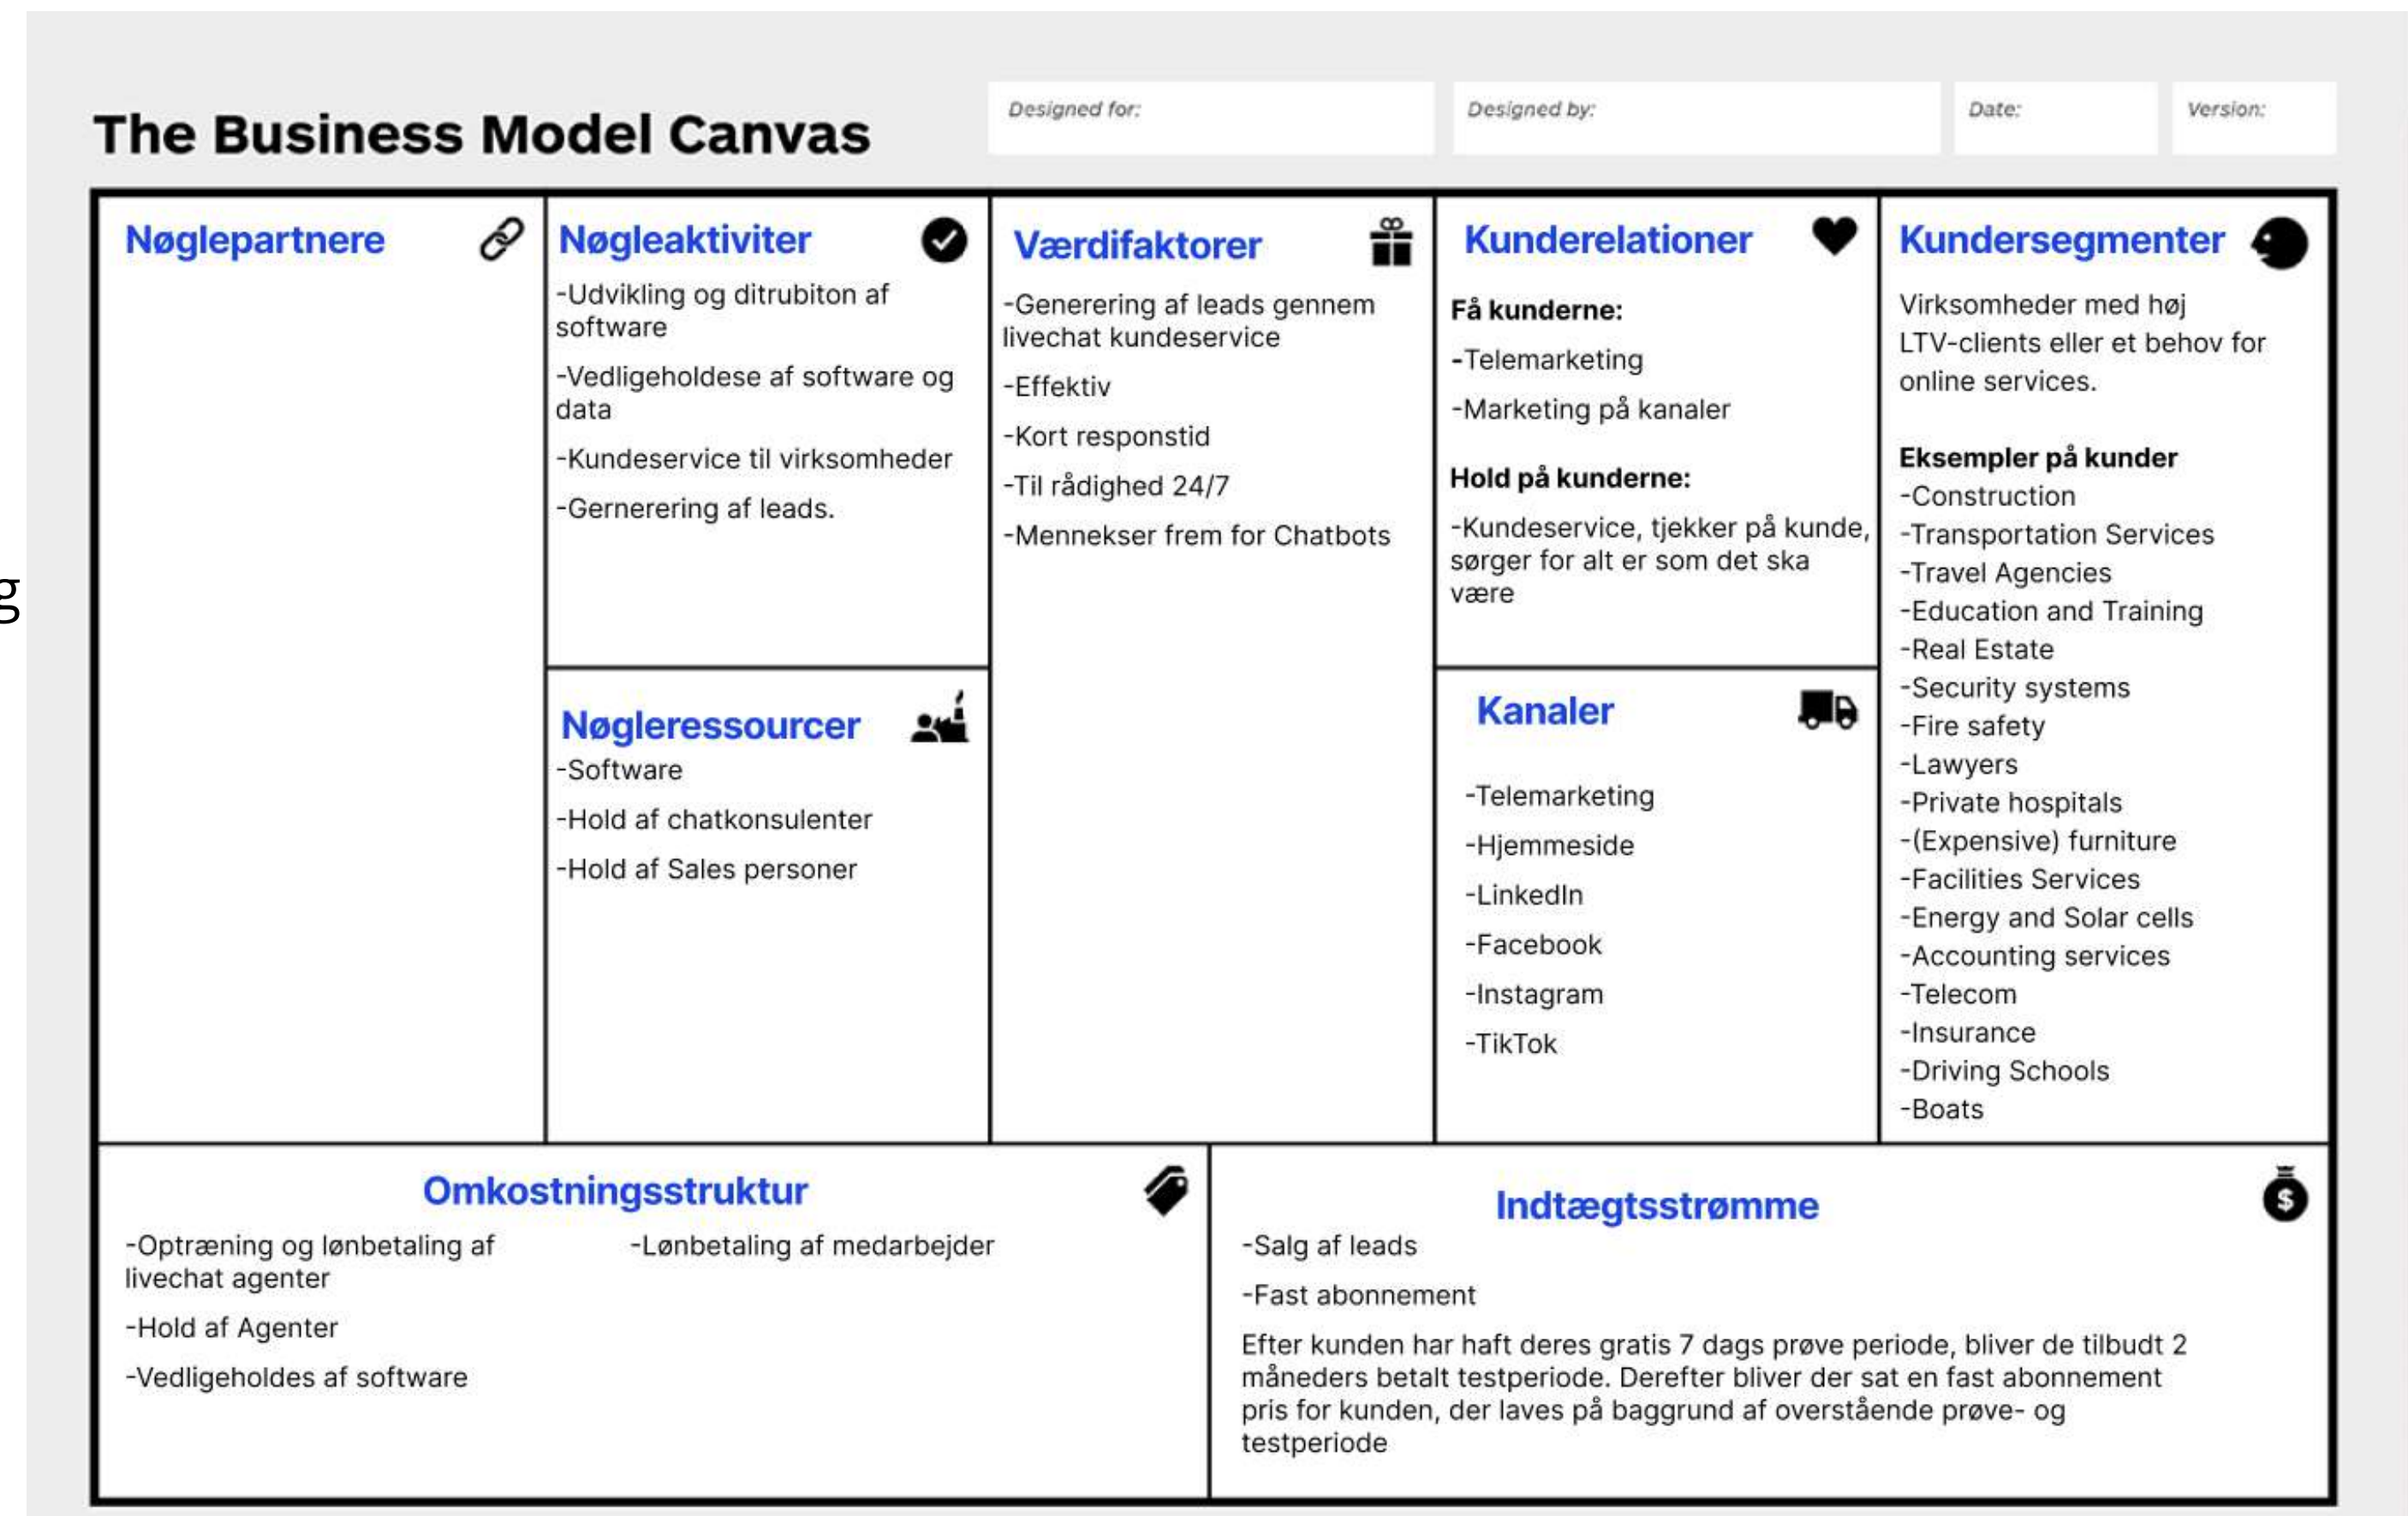 The Business Model Canvas
Designed for:
Designed by:
Date:
Version:
g
Nøglepartnere
Nøgleaktiviter
-Udvikling og ditrubiton af
software
-Vedligeholdese af software og
data
-Kundeservice til virksomheder
-Gernerering af leads.
Nøgleressourcer
-Software
-Hold af chatkonsulenter
-Hold af Sales personer
Værdifaktorer
-Generering af leads gennem
livechat kundeservice
-Effektiv
-Kort responstid
-Til rådighed 24/7
-Mennekser frem for Chatbots
Kunderelationer
Få kunderne:
-Telemarketing
-Marketing på kanaler
Hold på kunderne:
-Kundeservice, tjekker på kunde,
sørger for alt er som det ska
være
Kanaler
-Telemarketing
-Hjemmeside
-LinkedIn
-Facebook
-Instagram
-TikTok
Kundersegmenter
Virksomheder med høj
LTV-clients eller et behov for
online services.
Eksempler på kunder
-Construction
-Transportation Services
-Travel Agencies
-Education and Training
-Real Estate
-Security systems
-Fire safety
-Lawyers
-Private hospitals
-(Expensive) furniture
-Facilities Services
-Energy and Solar cells
-Accounting services
-Telecom
-Insurance
-Driving Schools
-Boats
Omkostningsstruktur
-Optræning og lønbetaling af
livechat agenter
-Hold af Agenter
-Vedligeholdes af software
-Lønbetaling af medarbejder
Indtægtsstrømme
-Salg af leads
-Fast abonnement
Efter kunden har haft deres gratis 7 dags prøve periode, bliver de tilbudt 2
måneders betalt testperiode. Derefter bliver der sat en fast abonnement
pris for kunden, der laves på baggrund af overstående prøve- og
testperiode